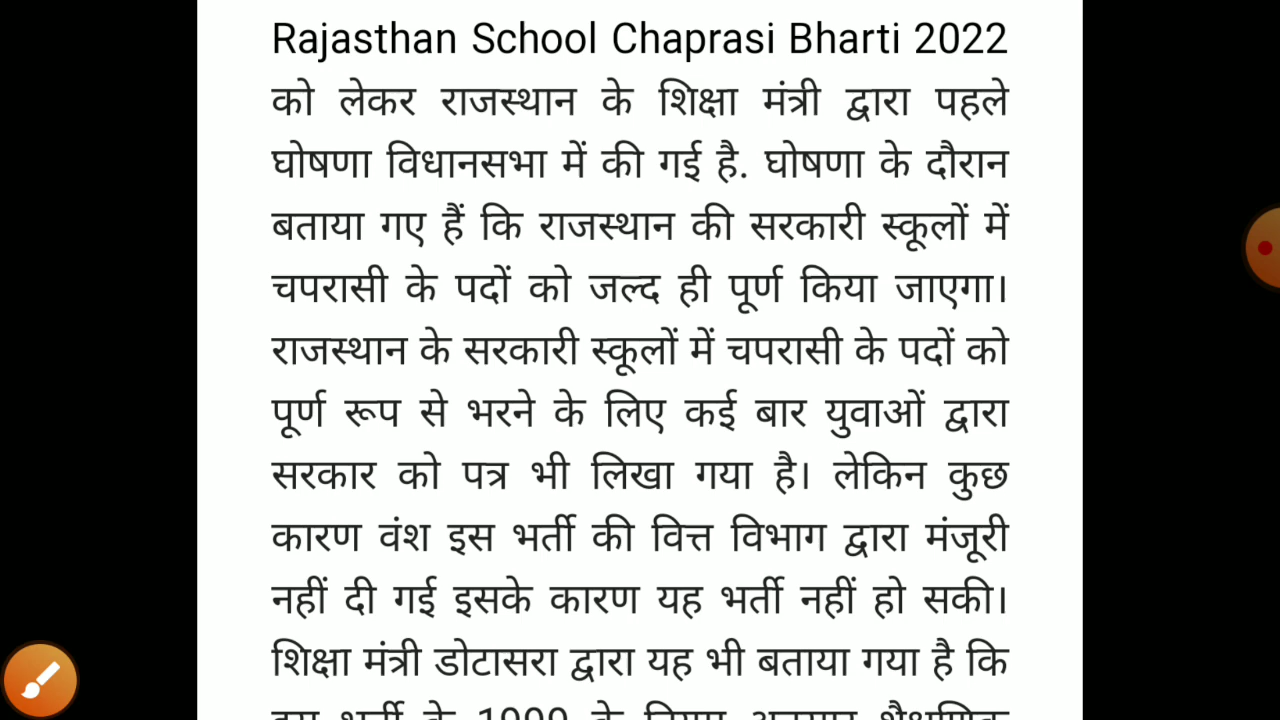 Rajasthan School Chaprasi Bharti 2022
को लेकर राजस्थान के शिक्षा मंत्री द्वारा पहले
घोषणा विधानसभा में की गई है. घोषणा के दौरान
बताया गए हैं कि राजस्थान की सरकारी स्कूलों में
चपरासी के पदों को जल्द ही पूर्ण किया जाएगा।
राजस्थान के सरकारी स्कूलों में चपरासी के पदों को
पूर्ण रूप से भरने के लिए कई बार युवाओं द्वारा
सरकार को पत्र भी लिखा गया है। लेकिन कुछ
कारण वंश इस भर्ती की वित्त विभाग द्वारा मंजूरी
नहीं दी गई इसके कारण यह भर्ती नहीं हो सकी।
शिक्षा मंत्री डोटासरा द्वारा यह भी बताया गया है कि